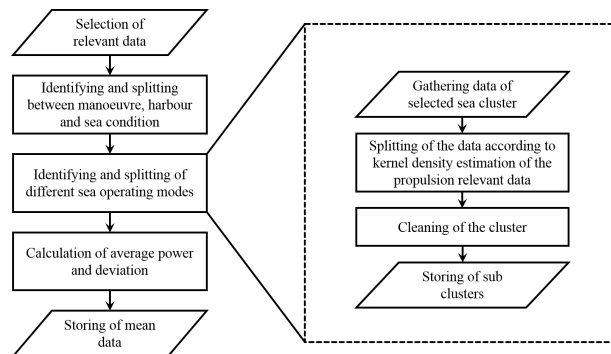 Selection of
relevant data
Identifying and splitting
between manoeuvre, harbour
and sea condition
Identifying and splitting of
different sea operating modes
Calculation of average power
and deviation
Storing of mean
data
Gathering data of
selected sea cluster
Splitting of the data according to
kernel density estimation of the
propulsion relevant data
Cleaning of the cluster
Storing of sub
clusters